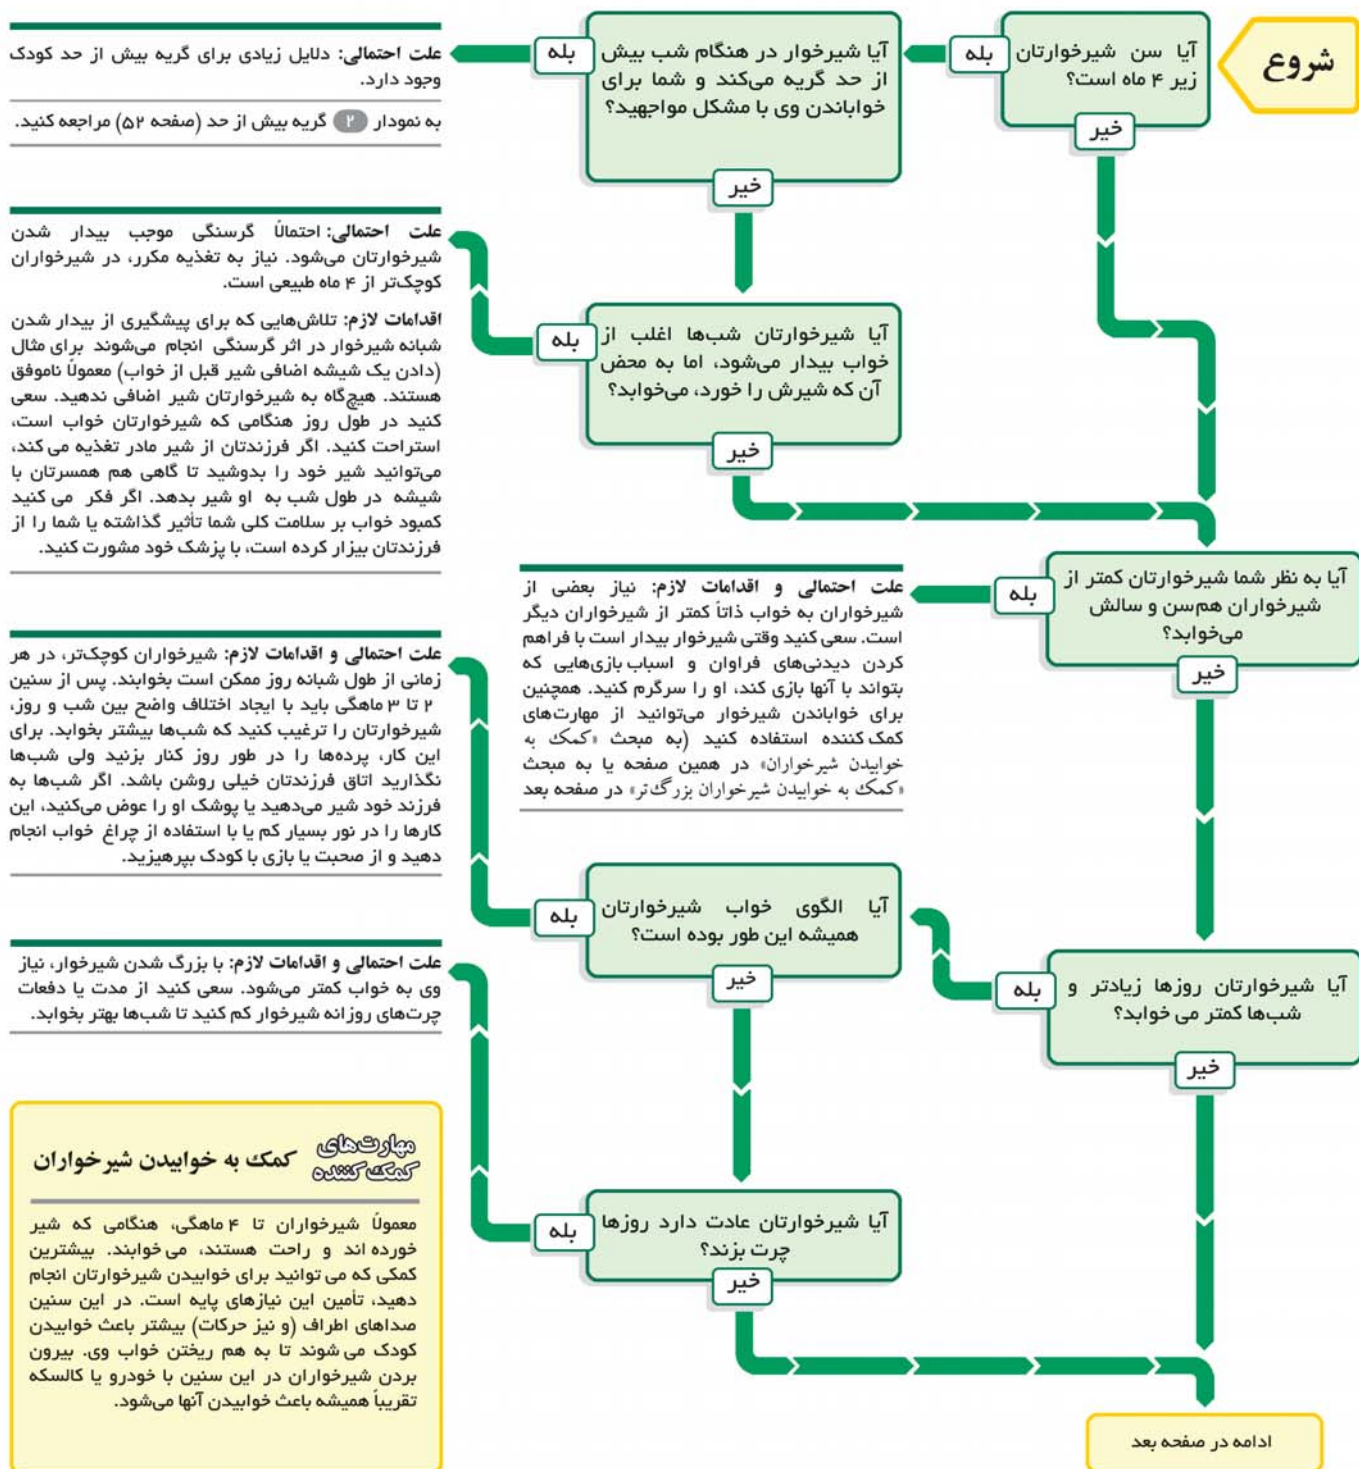 شروع
آیا سن شیرخوارتان
زیر ۴ ماه است؟
بله
خیر
آیا شیرخوار در هنگام شب بیش
از حد گریه می‌کند و شما برای
خواباندن وی با مشکل مواجهید؟
بله
خیر
علت احتمالی: دلایل زیادی برای گریه بیش از حد کودک
وجود دارد.
به نمودار ۲ گریه بیش از حد (صفحه ۵۲) مراجعه کنید.
آیا شیرخوارتان شب‌ها اغلب از
خواب بیدار می‌شود، اما به محض
آن که شیرش را خورد، می‌خوابد؟
بله
خیر
علت احتمالی: احتمالاً گرسنگی موجب بیدار شدن
شیرخوارتان می‌شود. نیاز به تغذیه مکرر، در شیرخواران
کوچک‌تر از ۴ ماه طبیعی است.
اقدامات لازم: تلاش‌هایی که برای پیشگیری از بیدار شدن
شبانه شیرخوار در اثر گرسنگی انجام می‌شوند برای مثال
(دادن یک شیشه اضافی شیر قبل از خواب) معمولاً ناموفق
هستند. هیچ‌گاه به شیرخوارتان شیر اضافی ندهید. سعی
کنید در طول روز هنگامی که شیرخوارتان خواب است،
استراحت کنید. اگر فرزندتان از شیر مادر تغذیه می کند،
می‌توانید شیر خود را بدوشید تا گاهی هم همسرتان با
شیشه در طول شب به او شیر بدهد. اگر فکر می کنید
کمبود خواب بر سلامت کلی شما تأثیر گذاشته یا شما را از
فرزندتان بیزار کرده است، با پزشک خود مشورت کنید.
آیا به نظر شما شیرخوارتان کمتر از
شیرخواران هم‌سن و سالش
می‌خوابد؟
بله
خیر
علت احتمالی و اقدامات لازم: نیاز بعضی از
شیرخواران به خواب ذاتاً کمتر از شیرخواران دیگر
است. سعی کنید وقتی شیرخوار بیدار است با فراهم
کردن دیدنی‌های فراوان و اسباب‌بازی‌هایی که
بتواند با آنها بازی کند، او را سرگرم کنید. همچنین
برای خواباندن شیرخوار می‌توانید از مهارت‌های
کمک‌کننده استفاده کنید (به مبحث «کمک به
خوابیدن شیرخواران» در همین صفحه یا به مبحث
«کمک به خوابیدن شیرخواران بزرگ‌تر» در صفحه بعد
آیا شیرخوارتان روزها زیادتر و
شب‌ها کمتر می خوابد؟
بله
خیر
آیا الگوی خواب شیرخوارتان
همیشه این طور بوده است؟
بله
خیر
علت احتمالی و اقدامات لازم: شیرخواران کوچک‌تر، در هر
زمانی از طول شبانه روز ممکن است بخوابند. پس از سنین
۲ تا ۳ ماهگی باید با ایجاد اختلاف واضح بین شب و روز،
شیرخوارتان را ترغیب کنید که شب‌ها بیشتر بخوابد. برای
این کار، پرده‌ها را در طور روز کنار بزنید ولی شب‌ها
نگذارید اتاق فرزندتان خیلی روشن باشد. اگر شب‌ها به
فرزند خود شیر می‌دهید یا پوشک او را عوض می‌کنید، این
کارها را در نور بسیار کم یا با استفاده از چراغ خواب انجام
دهید و از صحبت یا بازی با کودک بپرهیزید.
آیا شیرخوارتان عادت دارد روزها
چرت بزند؟
بله
خیر
علت احتمالی و اقدامات لازم: با بزرگ شدن شیرخوار، نیاز
وی به خواب کمتر می‌شود. سعی کنید از مدت یا دفعات
چرت‌های روزانه شیرخوار کم کنید تا شب‌ها بهتر بخوابد.
ادامه در صفحه بعد
مهارت‌های
کمک‌کننده
کمک به خوابیدن شیرخواران
معمولاً شیرخواران تا ۴ ماهگی، هنگامی که شیر
خورده اند و راحت هستند، می خوابند. بیشترین
کمکی که می توانید برای خوابیدن شیرخوارتان انجام
دهید، تأمین این نیازهای پایه است. در این سنین
صداهای اطراف (و نیز حرکات) بیشتر باعث خوابیدن
کودک می شوند تا به هم ریختن خواب وی. بیرون
بردن شیرخواران در این سنین با خودرو یا کالسکه
تقریباً همیشه باعث خوابیدن آنها می‌شود.